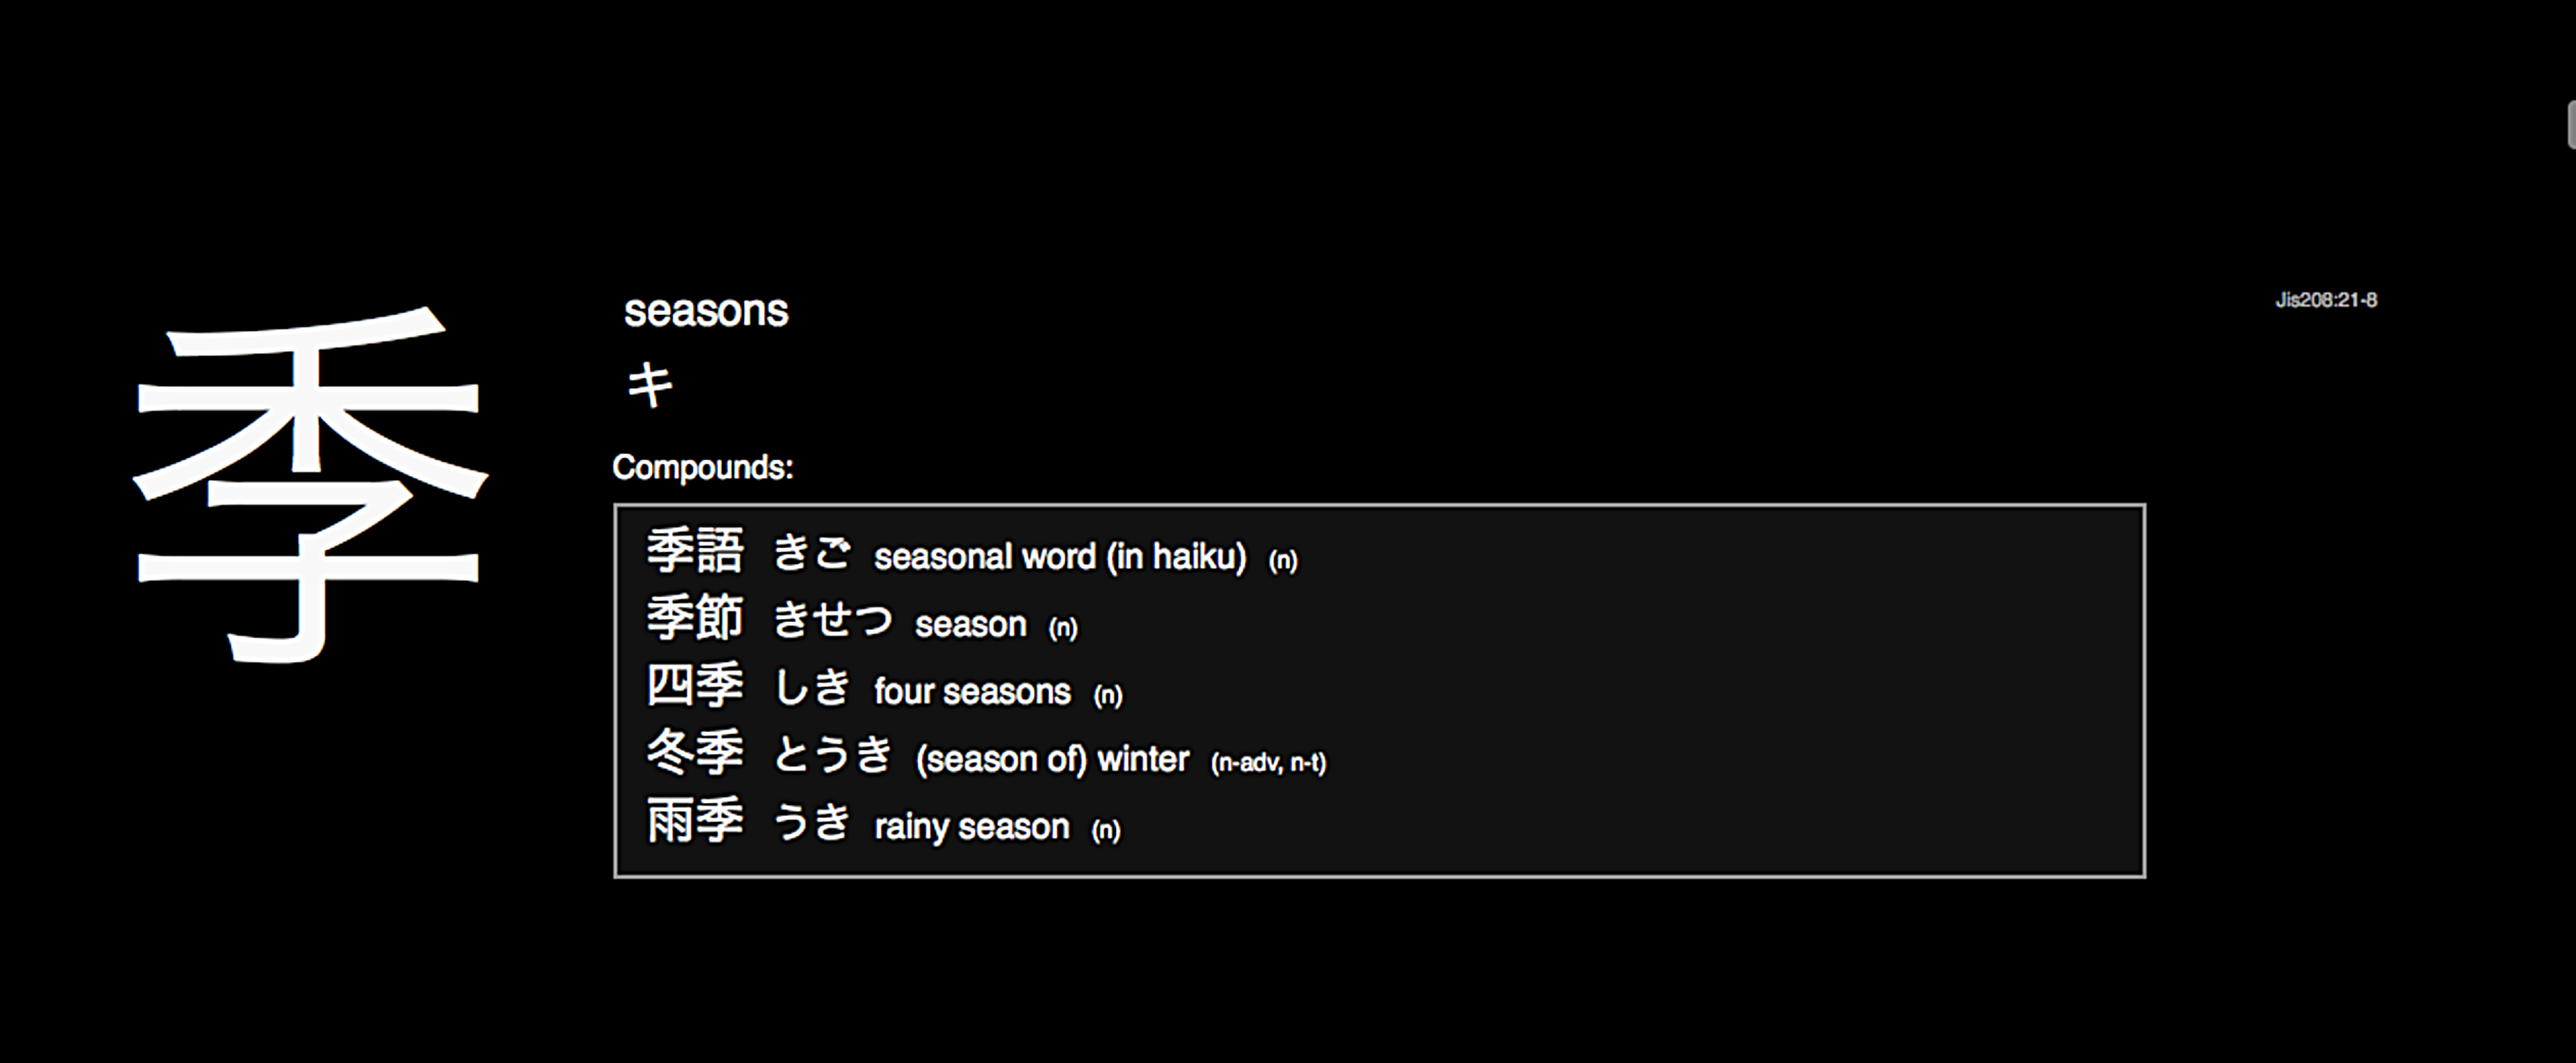 季
seasons
Jis208:21-8
キ
Compounds:
季語 きご seasonal word (in haiku) (n)
季節 きせつ season (n)
四季 しき four seasons (n)
冬季 とうき (season of) winter (n-adv, n-t)
雨季 うき rainy season (n)